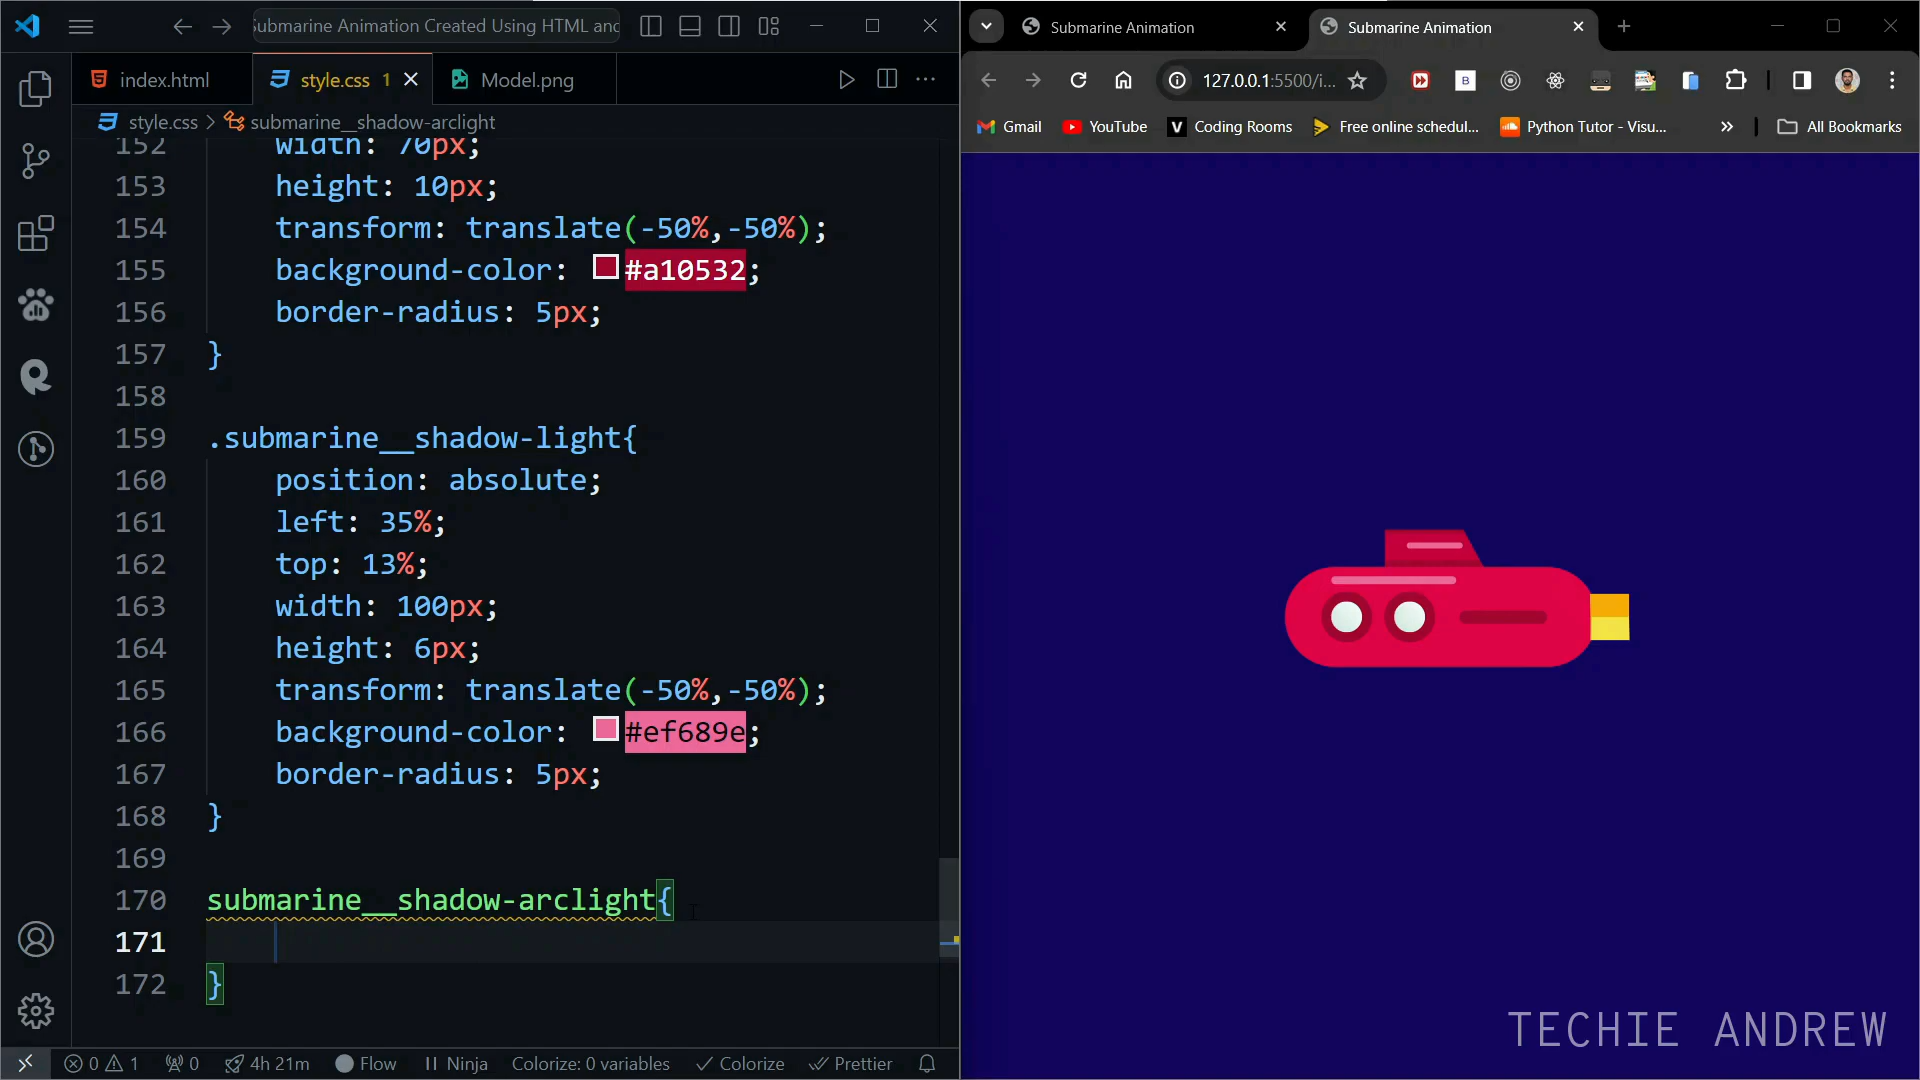 Submarine Animation Created Using HTML and
index.html
style.css 1
Model.png
style.css > submarine__shadow-arclight
152 width: 70px;
153 height: 10px;
154 transform: translate(-50%,-50%);
155 background-color: #a10532;
156 border-radius: 5px;
157 }
158
159 .submarine__shadow-light{
160 position: absolute;
161 left: 35%;
162 top: 13%;
163 width: 100px;
164 height: 6px;
165 transform: translate(-50%,-50%);
166 background-color: #ef689e;
167 border-radius: 5px;
168 }
169
170 submarine__shadow-arclight{
171
172 }
0 1 0 4h 21m Flow Ninja Colorize: 0 variables Colorize Prettier
Submarine Animation
Submarine Animation
127.0.0.1:5500/i...
Gmail
YouTube
V Coding Rooms
Free online schedul...
Python Tutor - Visu...
All Bookmarks
TECHIE ANDREW